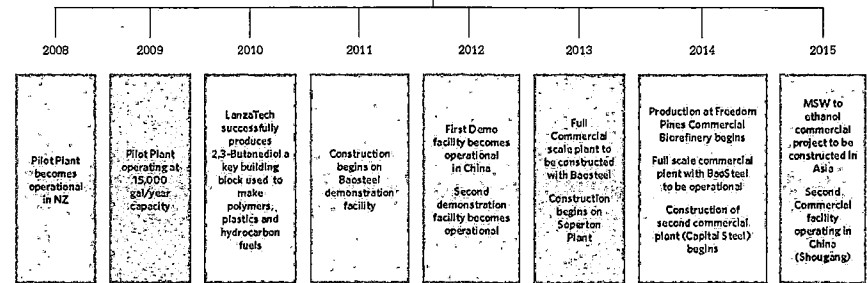 2008
2009
2010
2011
2012
2013
2014
2015
Pilot Plant
becomes
operational
in NZ
Pilot Plant
operating at
15,000
gal/year
capacity
LanzaTech
successfully
produces
2,3-Butanediol a
key building
block used to
make
polymers,
plastics and
hydrocarbon
fuels
Construction
begins on
Baosteel
demonstration
facility
First Demo
facility becomes
operational
in China
Second
demonstration
facility becomes
operational
Full
Commercial
scale plant to
be constructed
with Baosteel
Construction
begins on
Soperton
Plant
Production at Freedom
Pines Commercial
Biorefinery begins
Full scale commercial
plant with BaoSteel
to be operational
Construction of
second commercial
plant (Capital Steel)
begins
MSW to
ethanol
commercial
project to be
constructed in
Asia
Second
Commercial
facility
operating in
China
(Shougang)